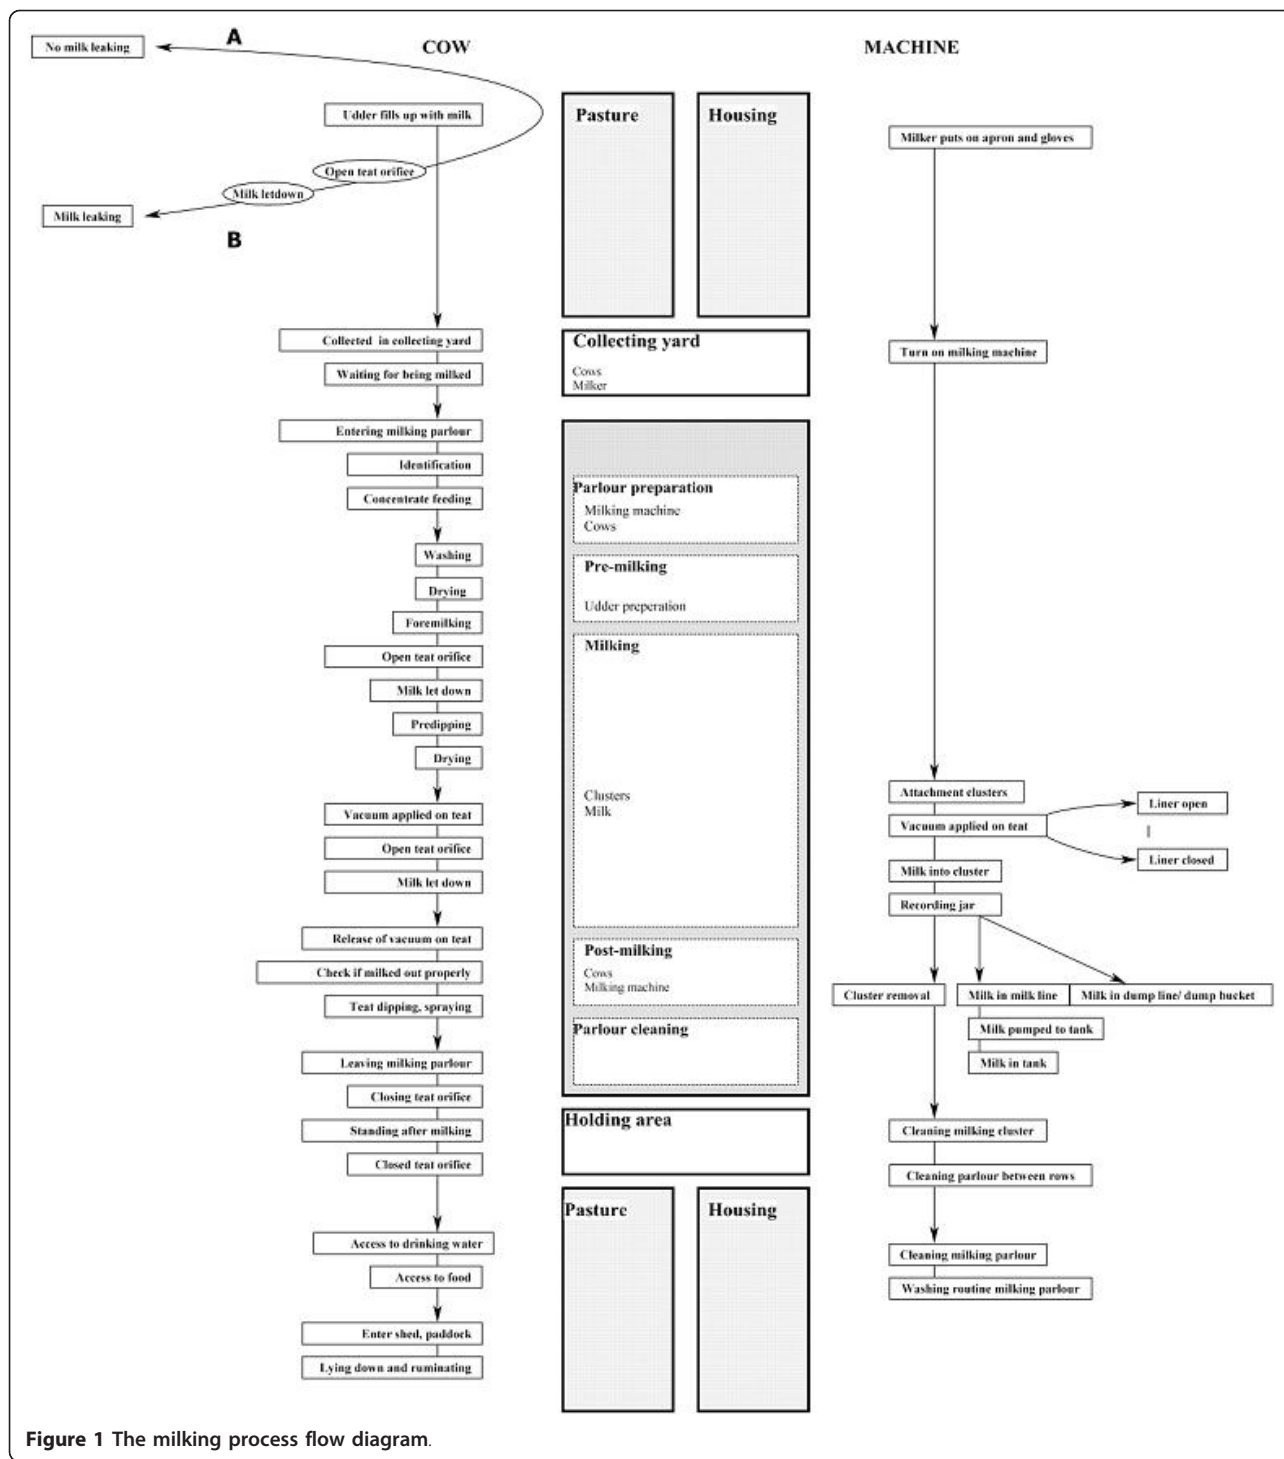 A
COW
MACHINE
No milk leaking
Udder fills up with milk
Open teat orifice
Milk letdown
Milk leaking
B
Collected in collecting yard
Waiting for being milked
Entering milking parlour
Identification
Concentrate feeding
Washing
Drying
Foremilking
Open teat orifice
Milk let down
Predipping
Drying
Vacuum applied on teat
Open teat orifice
Milk let down
Release of vacuum on teat
Check if milked out properly
Teat dipping, spraying
Leaving milking parlour
Closing teat orifice
Standing after milking
Closed teat orifice
Access to drinking water
Access to food
Enter shed, paddock
Lying down and ruminating
Pasture
Housing
Collecting yard
Cows
Milker
Parlour preparation
Milking machine
Cows
Pre-milking
Udder preperation
Milking
Clusters
Milk
Post-milking
Cows
Milking machine
Parlour cleaning
Holding area
Pasture
Housing
Milker puts on apron and gloves
Turn on milking machine
Attachment clusters
Vacuum applied on teat
Liner open
Liner closed
Milk into cluster
Recording jar
Cluster removal
Milk in milk line
Milk in dump line/ dump bucket
Milk pumped to tank
Milk in tank
Cleaning milking cluster
Cleaning parlour between rows
Cleaning milking parlour
Washing routine milking parlour
Figure 1 The milking process flow diagram.